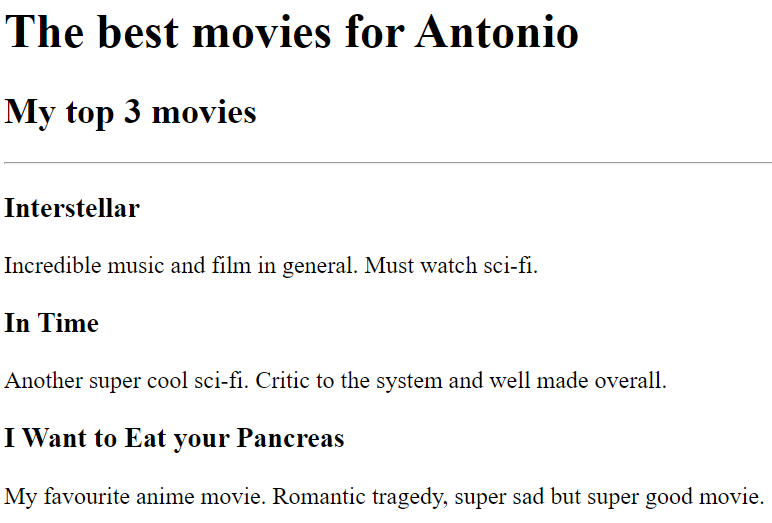 The best movies for Antonio
My top 3 movies
Interstellar
Incredible music and film in general. Must watch sci-fi.
In Time
Another super cool sci-fi. Critic to the system and well made overall.
I Want to Eat your Pancreas
My favourite anime movie. Romantic tragedy, super sad but super good movie.